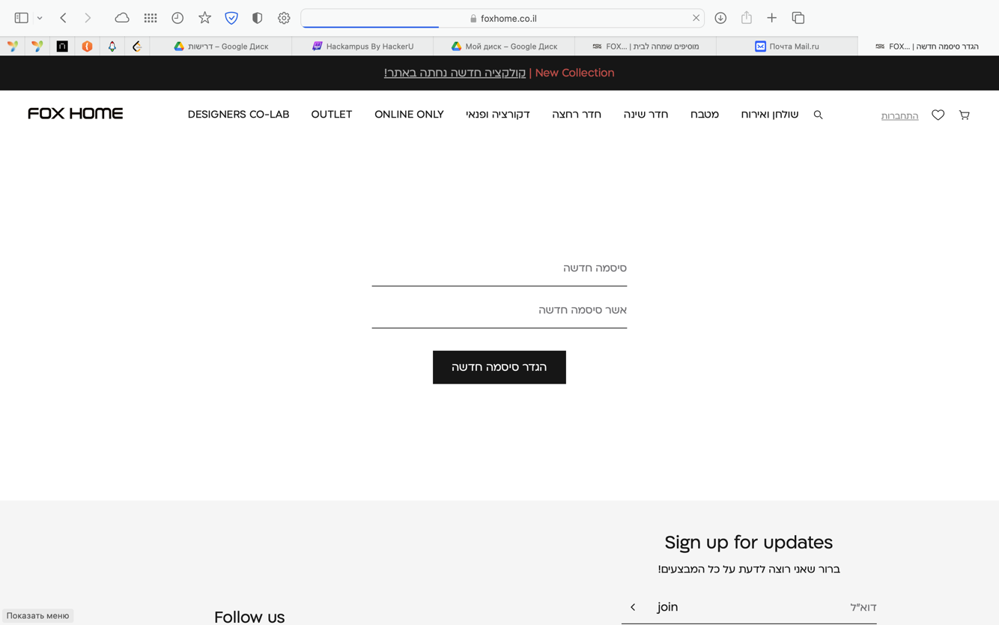 foxhome.co.il
דרישות – Google Диск
Hackampus By HackerU
Мой диск – Google Диск
מוסיפים שמחה לבית | FOX...
Почта Mail.ru
הגדר סיסמה חדשה | FOX...
קולקציה חדשה נחתה באתר! | New Collection
FOX HOME
DESIGNERS CO-LAB
OUTLET
ONLINE ONLY
דקורציה ופנאי
חדר רחצה
חדר שינה
מטבח
שולחן ואירוח
התחברות
סיסמה חדשה
אשר סיסמה חדשה
הגדר סיסמה חדשה
Sign up for updates
ברור שאני רוצה לדעת על כל המבצעים!
join
דוא"ל
Follow us
Показать меню